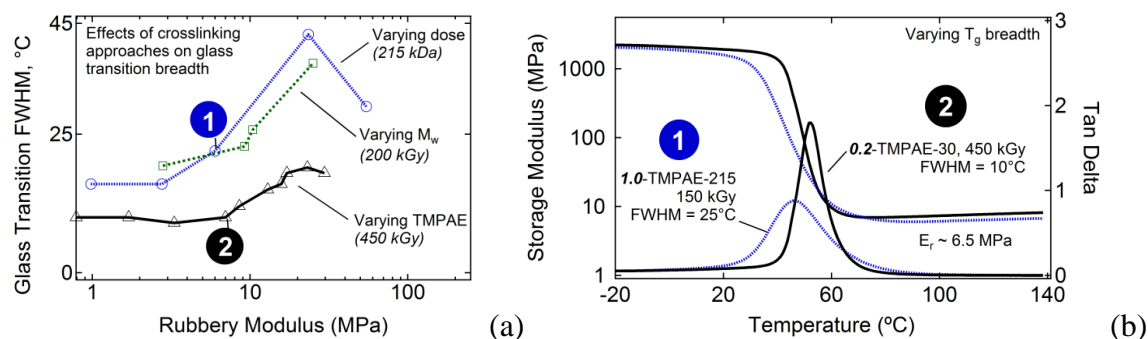 45
25
0
Glass Transition FWHM, °C
Effects of crosslinking
approaches on glass
transition breadth
Varying dose
(215 kDa)
1
Varying Mw
(200 kGy)
Varying TMPAE
(450 kGy)
2
1 10 100
Rubbery Modulus (MPa)
(a)
Storage Modulus (MPa)
1000
100
10
1
Varying Tg breadth
1
1.0-TMPAE-215
150 kGy
FWHM = 25°C
2
0.2-TMPAE-30, 450 kGy
FWHM = 10°C
Er ~ 6.5 MPa
3
2
1
0
Tan Delta
-20 20 60 100 140
Temperature (ºC)
(b)